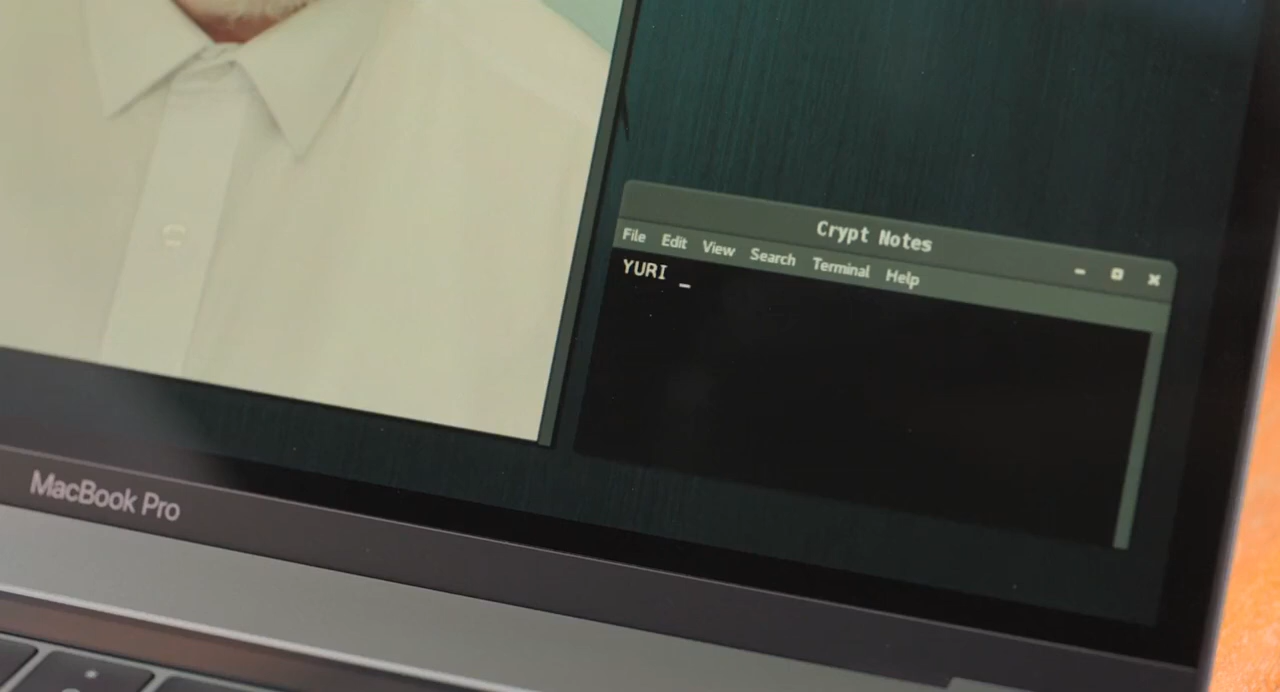 Crypt Notes
File Edit View Search Terminal Help
YURI _
MacBook Pro